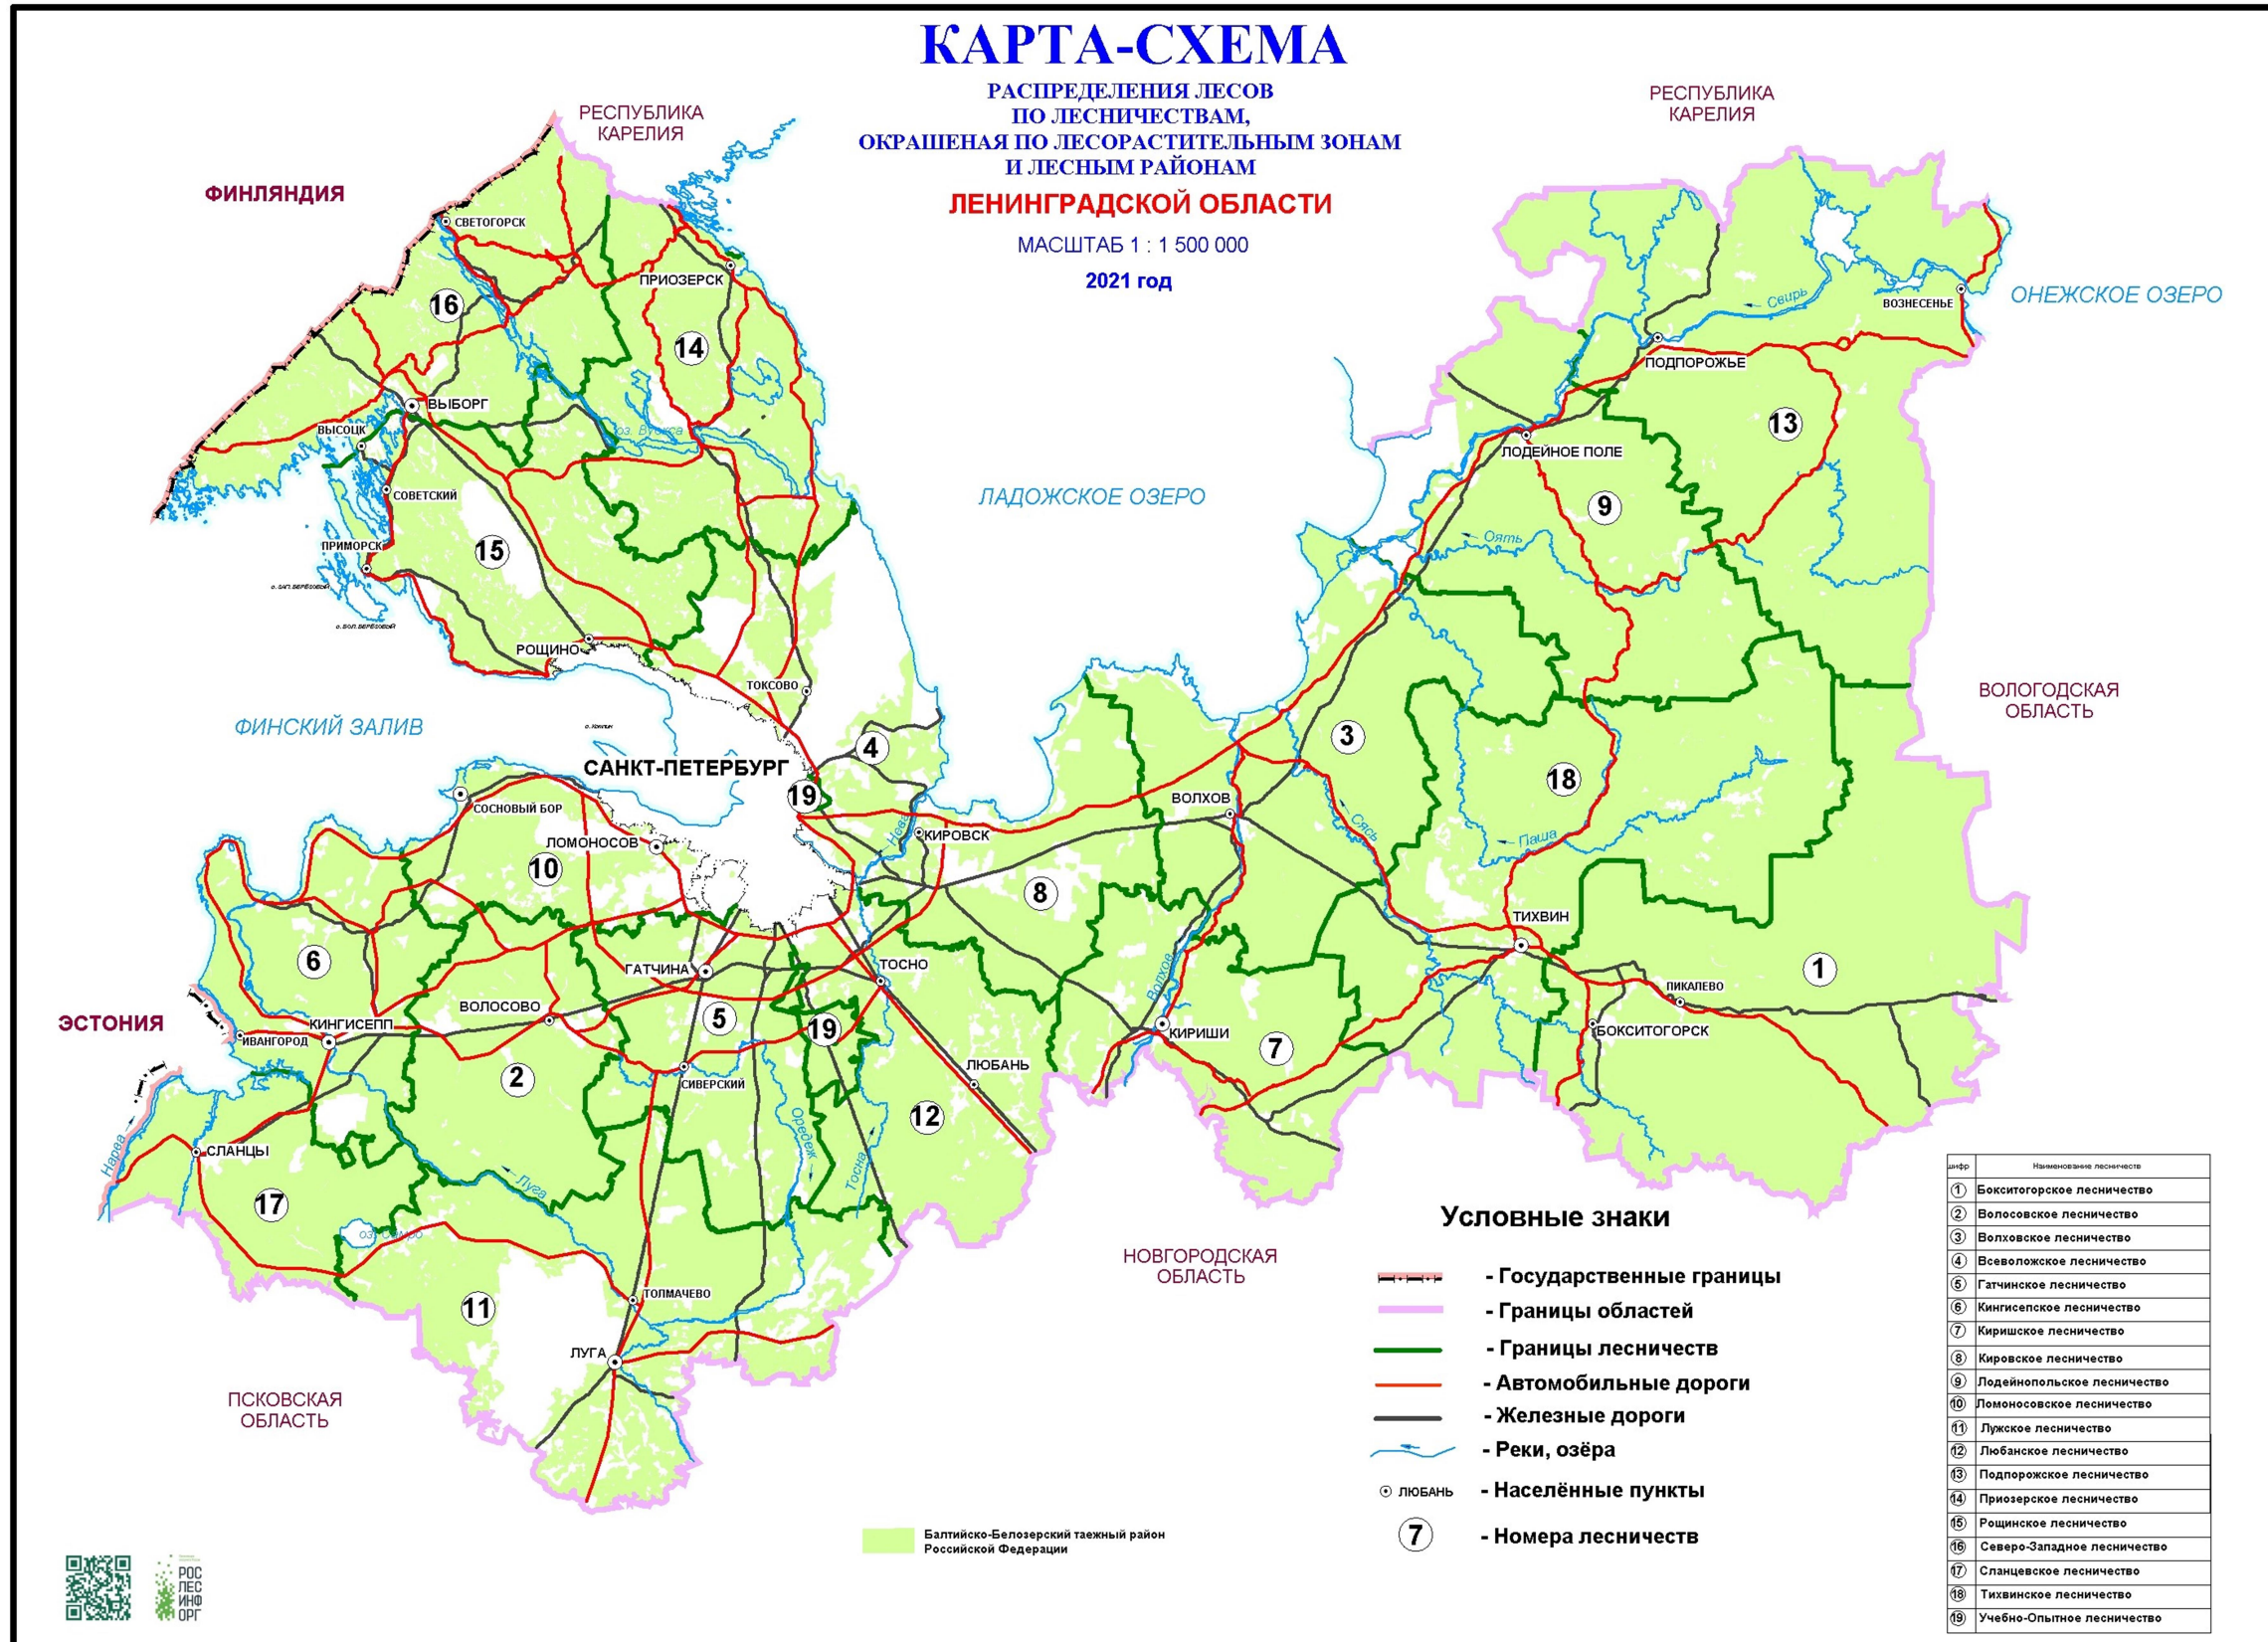 КАРТА-СХЕМА
РАСПРЕДЕЛЕНИЯ ЛЕСОВ
ПО ЛЕСНИЧЕСТВАМ,
ОКРАШЕНАЯ ПО ЛЕСОРАСТИТЕЛЬНЫМ ЗОНАМ
И ЛЕСНЫМ РАЙОНАМ
ЛЕНИНГРАДСКОЙ ОБЛАСТИ
МАСШТАБ 1 : 1 500 000
2021 год
РЕСПУБЛИКА
КАРЕЛИЯ
РЕСПУБЛИКА
КАРЕЛИЯ
ФИНЛЯНДИЯ
СВЕТОГОРСК
ПРИОЗЕРСК
16
14
ВЫБОРГ
ВЫСОЦК
оз. Вуокса
СОВЕТСКИЙ
ПРИМОРСК
15
о. ЗАП. БЕРЁЗОВЫЙ
о. БОЛ. БЕРЁЗОВЫЙ
РОЩИНО
ТОКСОВО
ЛАДОЖСКОЕ ОЗЕРО
ОНЕЖСКОЕ ОЗЕРО
ВОЗНЕСЕНЬЕ
Свирь
ПОДПОРОЖЬЕ
13
ЛОДЕЙНОЕ ПОЛЕ
9
Оять
ВОЛОГОДСКАЯ
ОБЛАСТЬ
ФИНСКИЙ ЗАЛИВ
САНКТ-ПЕТЕРБУРГ
4
19
3
18
СОСНОВЫЙ БОР
ЛОМОНОСОВ
10
Нева
КИРОВСК
ВОЛХОВ
Сясь
Паша
8
ТИХВИН
6
ГАТЧИНА
ТОСНО
1
ПИКАЛЕВО
ВОЛОСОВО
5
19
Волхов
КИРИШИ
7
БОКСИТОГОРСК
ЭСТОНИЯ
ИВАНГОРОД
КИНГИСЕПП
2
СИВЕРСКИЙ
ЛЮБАНЬ
12
Оредеж
Тосна
Нарва
СЛАНЦЫ
17
Луга
оз. Самро
11
ТОЛМАЧЕВО
ЛУГА
ПСКОВСКАЯ
ОБЛАСТЬ
НОВГОРОДСКАЯ
ОБЛАСТЬ
Условные знаки
- Государственные границы
- Границы областей
- Границы лесничеств
- Автомобильные дороги
- Железные дороги
- Реки, озёра
ЛЮБАНЬ - Населённые пункты
7 - Номера лесничеств
Балтийско-Белозерский таежный район
Российской Федерации
шифр Наименование лесничеств
1 Бокситогорское лесничество
2 Волосовское лесничество
3 Волховское лесничество
4 Всеволожское лесничество
5 Гатчинское лесничество
6 Кингисепское лесничество
7 Киришское лесничество
8 Кировское лесничество
9 Лодейнопольское лесничество
10 Ломоносовское лесничество
11 Лужское лесничество
12 Любанское лесничество
13 Подпорожское лесничество
14 Приозерское лесничество
15 Рощинское лесничество
16 Северо-Западное лесничество
17 Сланцевское лесничество
18 Тихвинское лесничество
19 Учебно-Опытное лесничество
РОС
ЛЕС
ИНФ
ОРГ